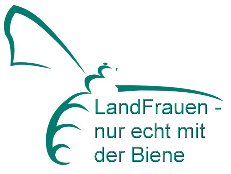 LandFrauen -
nur echt mit
der Biene